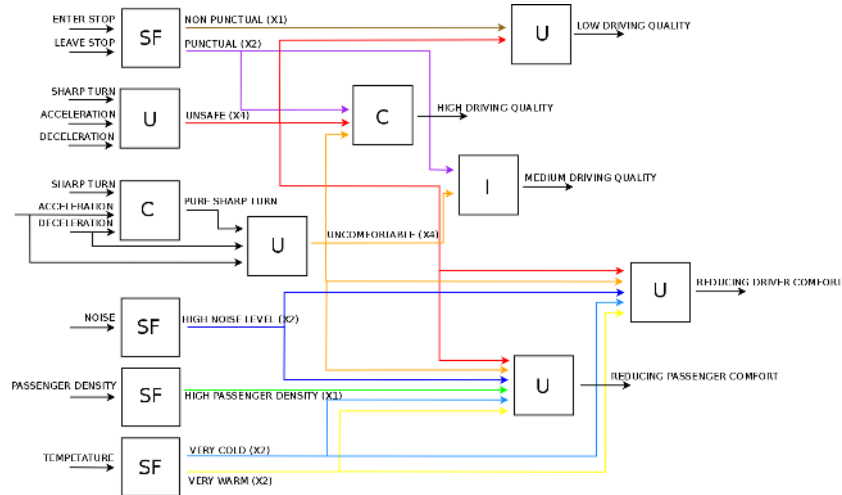 ENTER STOP
LEAVE STOP
SF
NON PUNCTUAL (X1)
PUNCTUAL (X2)
U
LOW DRIVING QUALITY
SHARP TURN
ACCELERATION
DECELERATION
U
UNSAFE (X4)
C
HIGH DRIVING QUALITY
SHARP TURN
ACCELERATION
DECELERATION
C
PURE SHARP TURN
U
UNCOMFORIABLE (X4)
I
MEDIUM DRIVING QUALITY
U
REDUCING DRIVER COMFORT
NOISE
SF
HIGH NOISE LEVEL (X2)
PASSENGER DENSITY
SF
HIGH PASSENGER DENSITY (X1)
U
REDUCING PASSENGER COMFORT
TEMPETATURE
SF
VERY COLD (X2)
VERY WARM (X2)